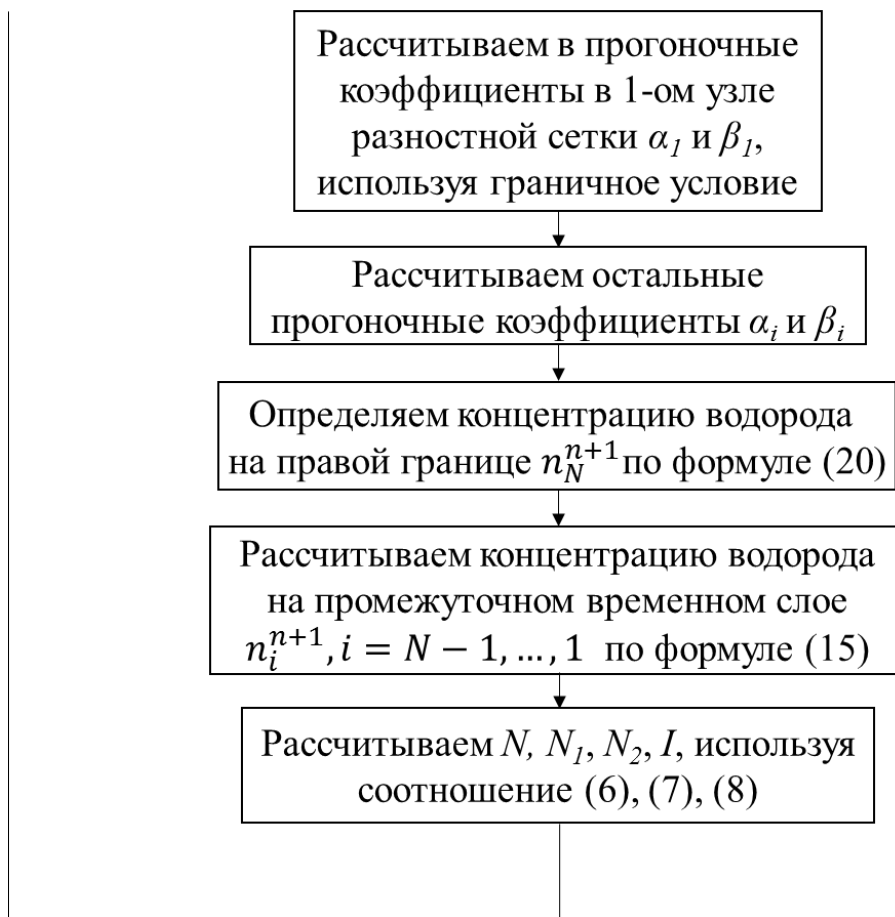 Рассчитываем в прогоночные
коэффициенты в 1-ом узле
разностной сетки α₁ и β₁,
используя граничное условие
Рассчитываем остальные
прогоночные коэффициенты αᵢ и βᵢ
Определяем концентрацию водорода
на правой границе n_N^{n+1} по формуле (20)
Рассчитываем концентрацию водорода
на промежуточном временном слое
n_i^{n+1}, i = N − 1, …, 1 по формуле (15)
Рассчитываем N, N₁, N₂, I, используя
соотношение (6), (7), (8)